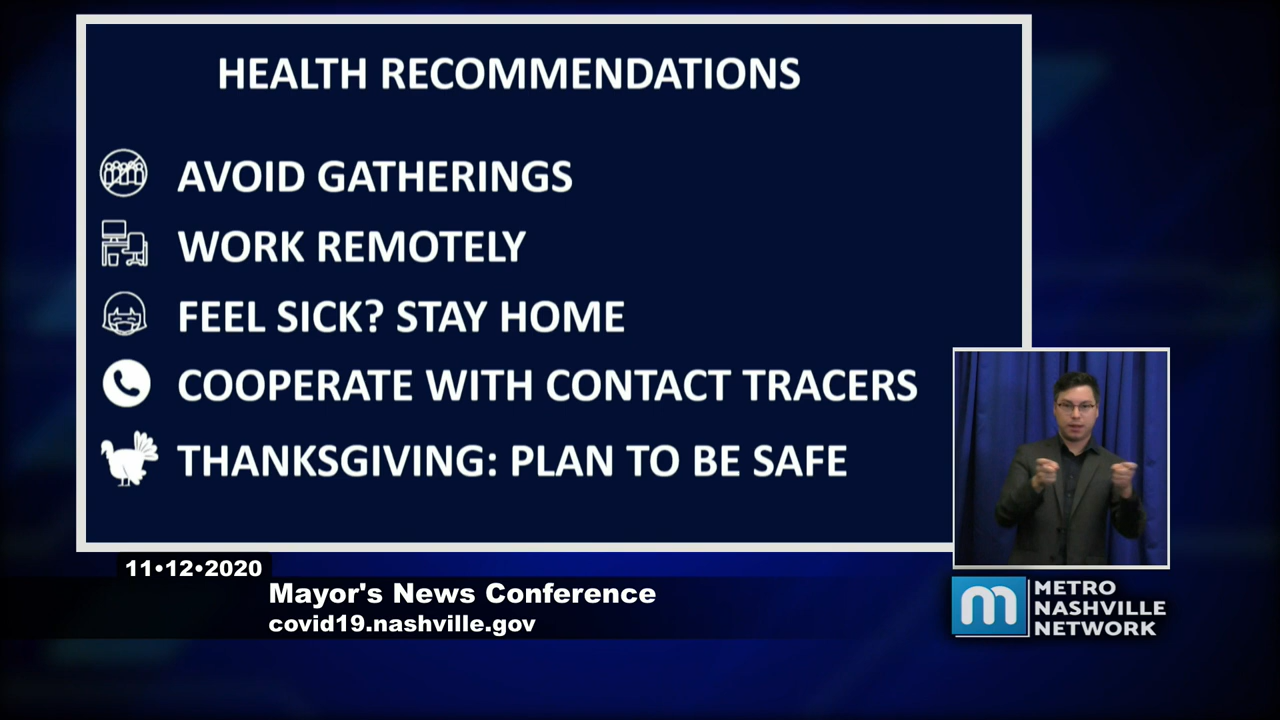 HEALTH RECOMMENDATIONS
AVOID GATHERINGS
WORK REMOTELY
FEEL SICK? STAY HOME
COOPERATE WITH CONTACT TRACERS
THANKSGIVING: PLAN TO BE SAFE
11•12•2020
Mayor's News Conference
covid19.nashville.gov
m
METRO
NASHVILLE
NETWORK